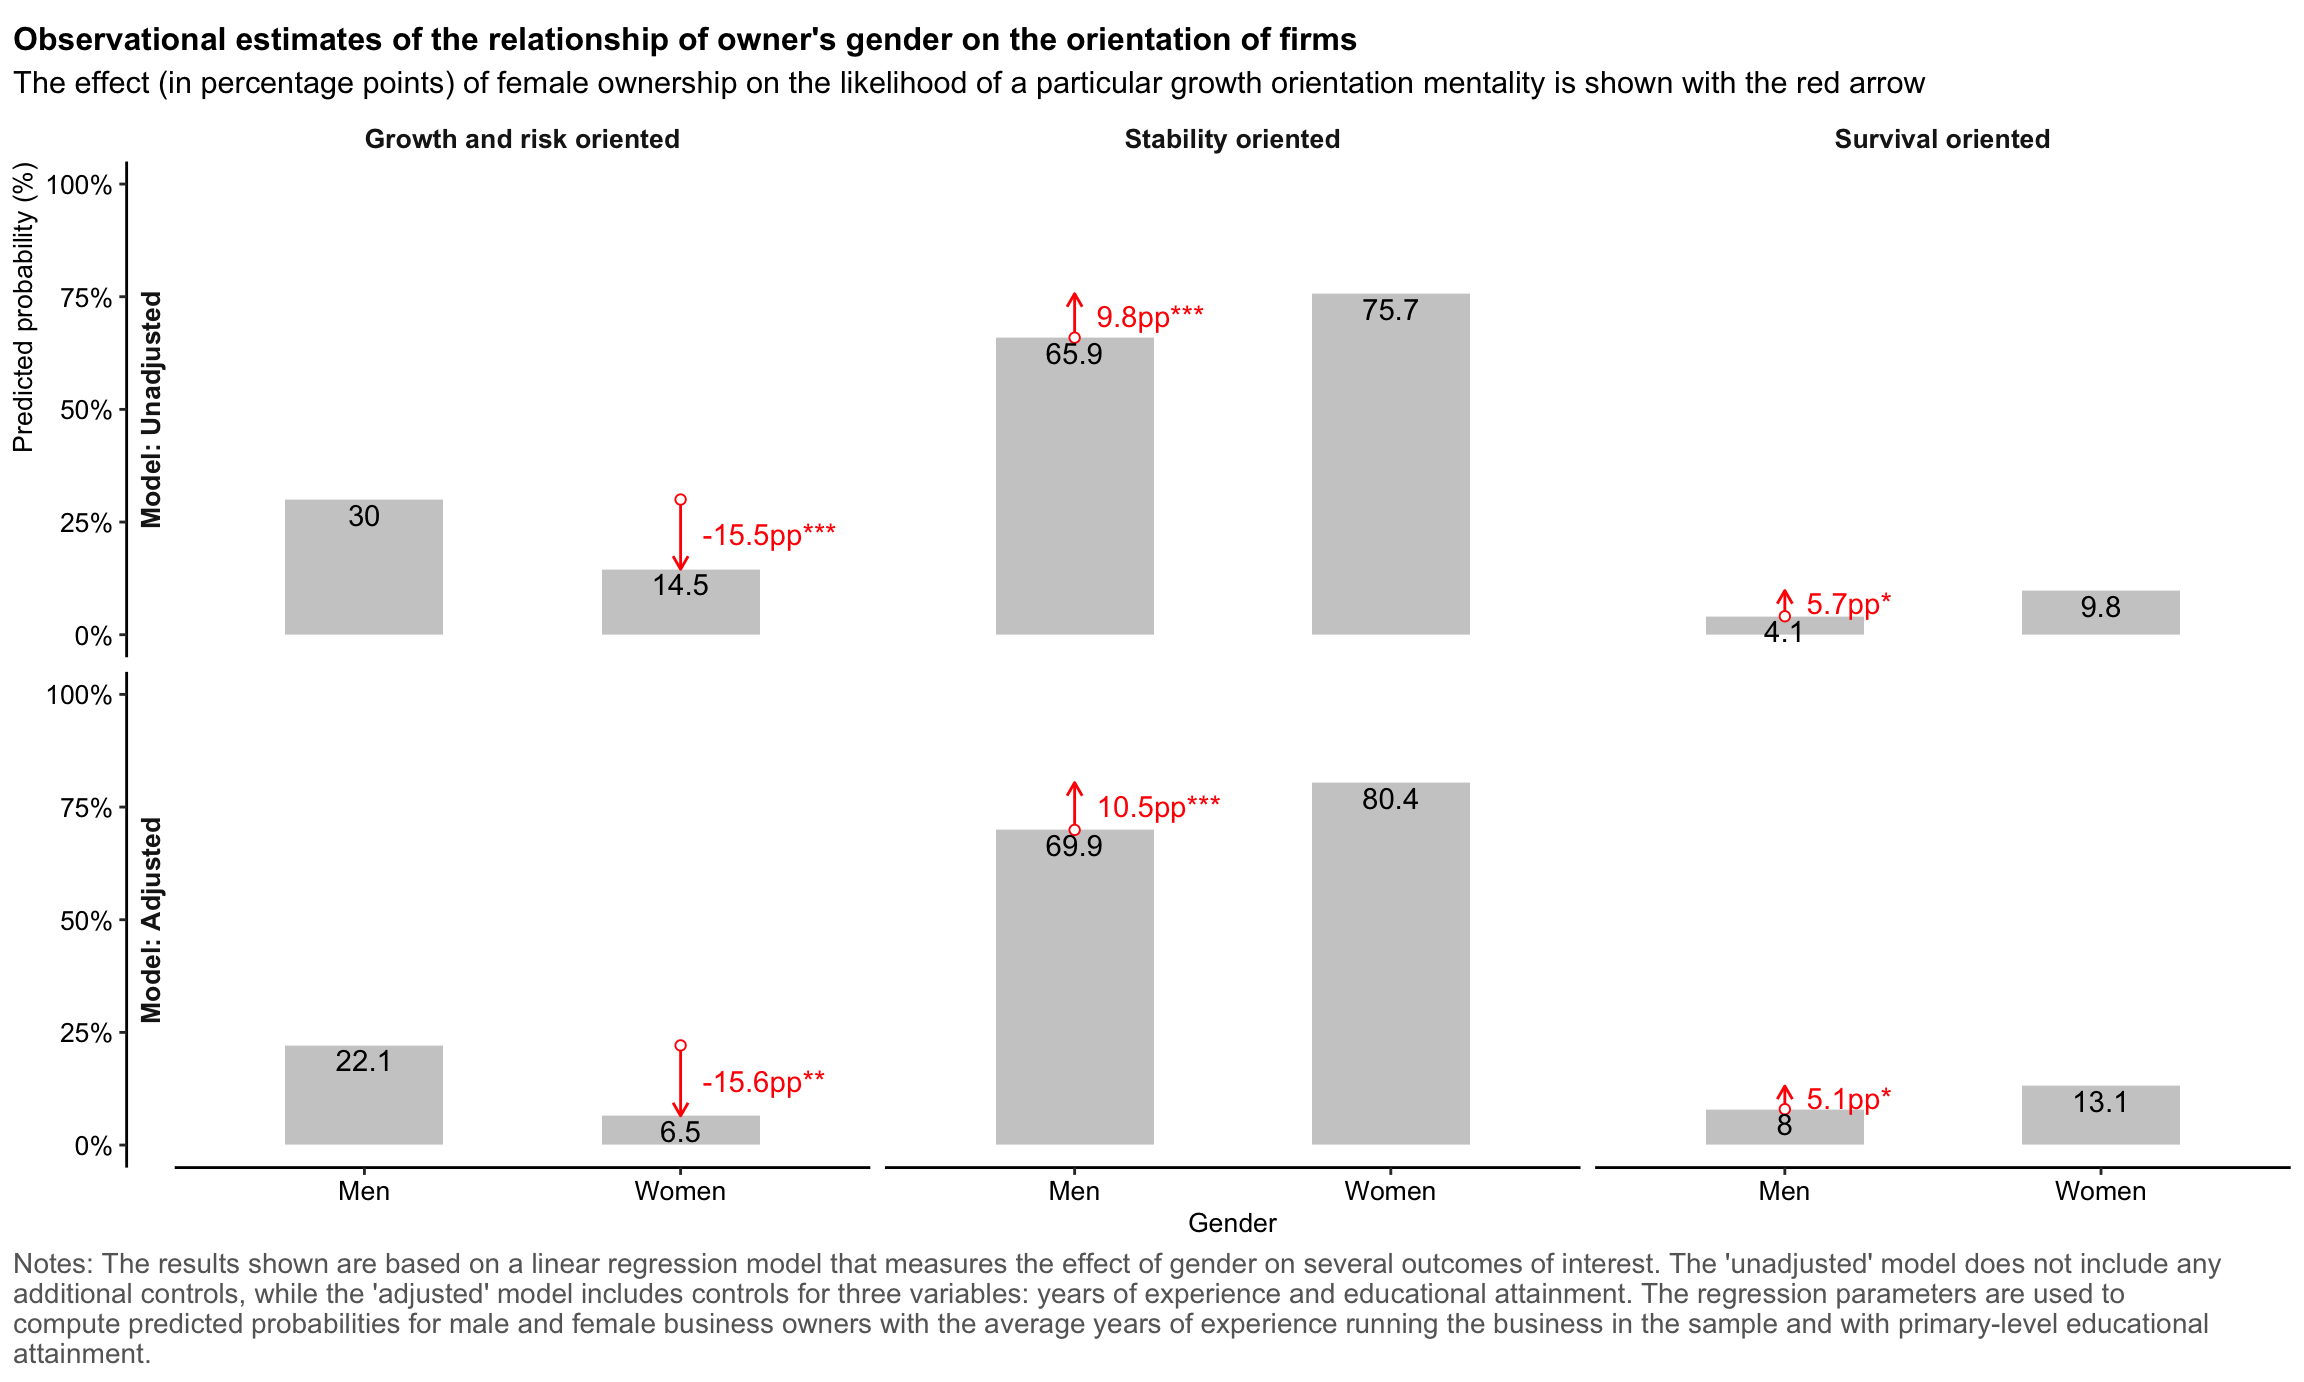 Observational estimates of the relationship of owner's gender on the orientation of firms
The effect (in percentage points) of female ownership on the likelihood of a particular growth orientation mentality is shown with the red arrow
Growth and risk oriented
Stability oriented
Survival oriented
Predicted probability (%)
Model: Unadjusted
100%
75%
50%
25%
0%
30
-15.5pp***
14.5
9.8pp***
65.9
75.7
5.7pp*
4.1
9.8
Model: Adjusted
100%
75%
50%
25%
0%
22.1
-15.6pp**
6.5
10.5pp***
69.9
80.4
5.1pp*
8
13.1
Men
Women
Men
Women
Men
Women
Gender
Notes: The results shown are based on a linear regression model that measures the effect of gender on several outcomes of interest. The 'unadjusted' model does not include any
additional controls, while the 'adjusted' model includes controls for three variables: years of experience and educational attainment. The regression parameters are used to
compute predicted probabilities for male and female business owners with the average years of experience running the business in the sample and with primary-level educational
attainment.